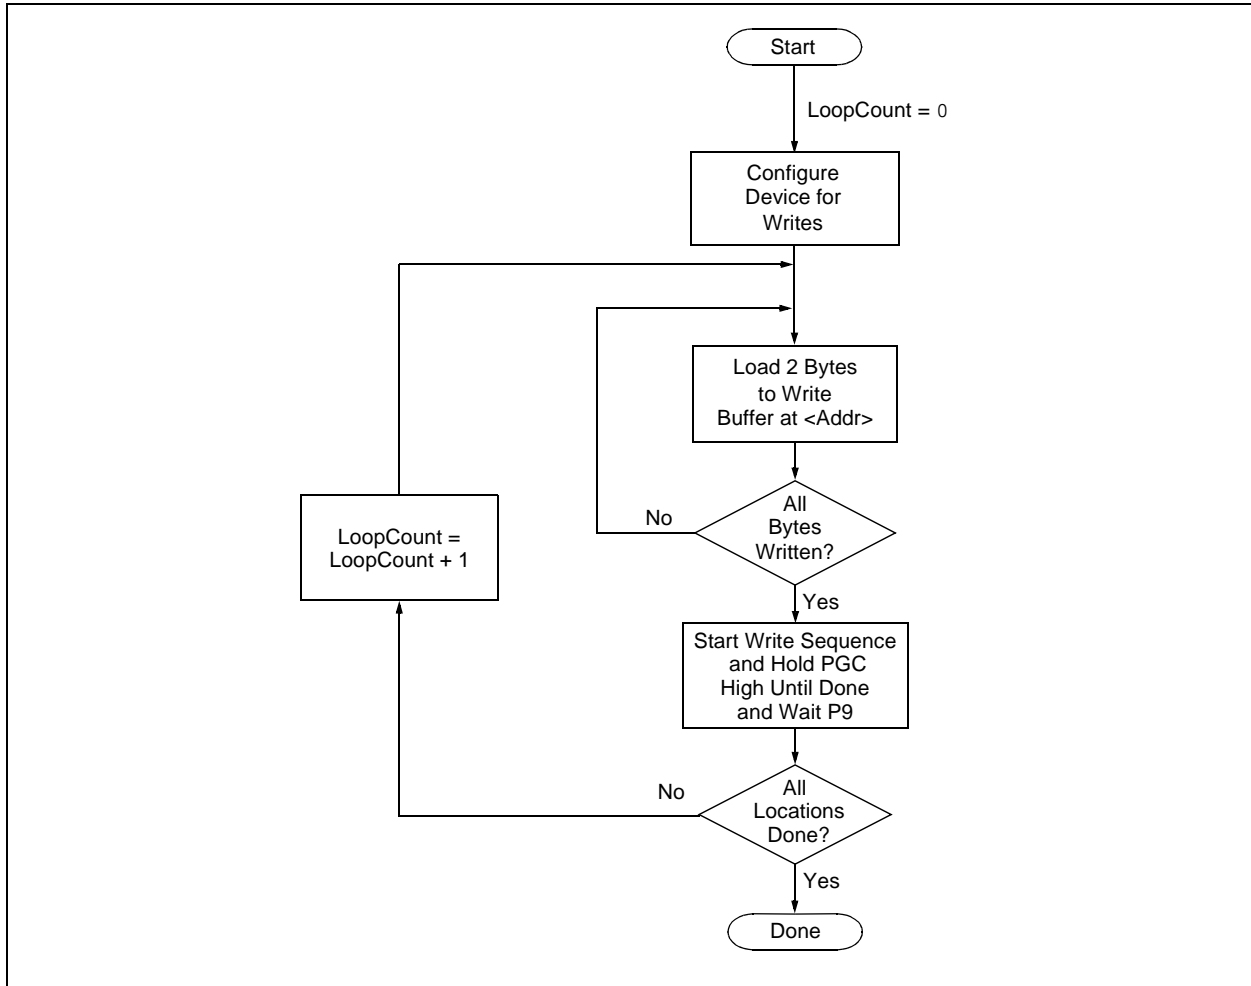 Start
LoopCount = 0
Configure
Device for
Writes
Load 2 Bytes
to Write
Buffer at <Addr>
All
Bytes
Written?
No
Yes
LoopCount =
LoopCount + 1
Start Write Sequence
and Hold PGC
High Until Done
and Wait P9
All
Locations
Done?
No
Yes
Done